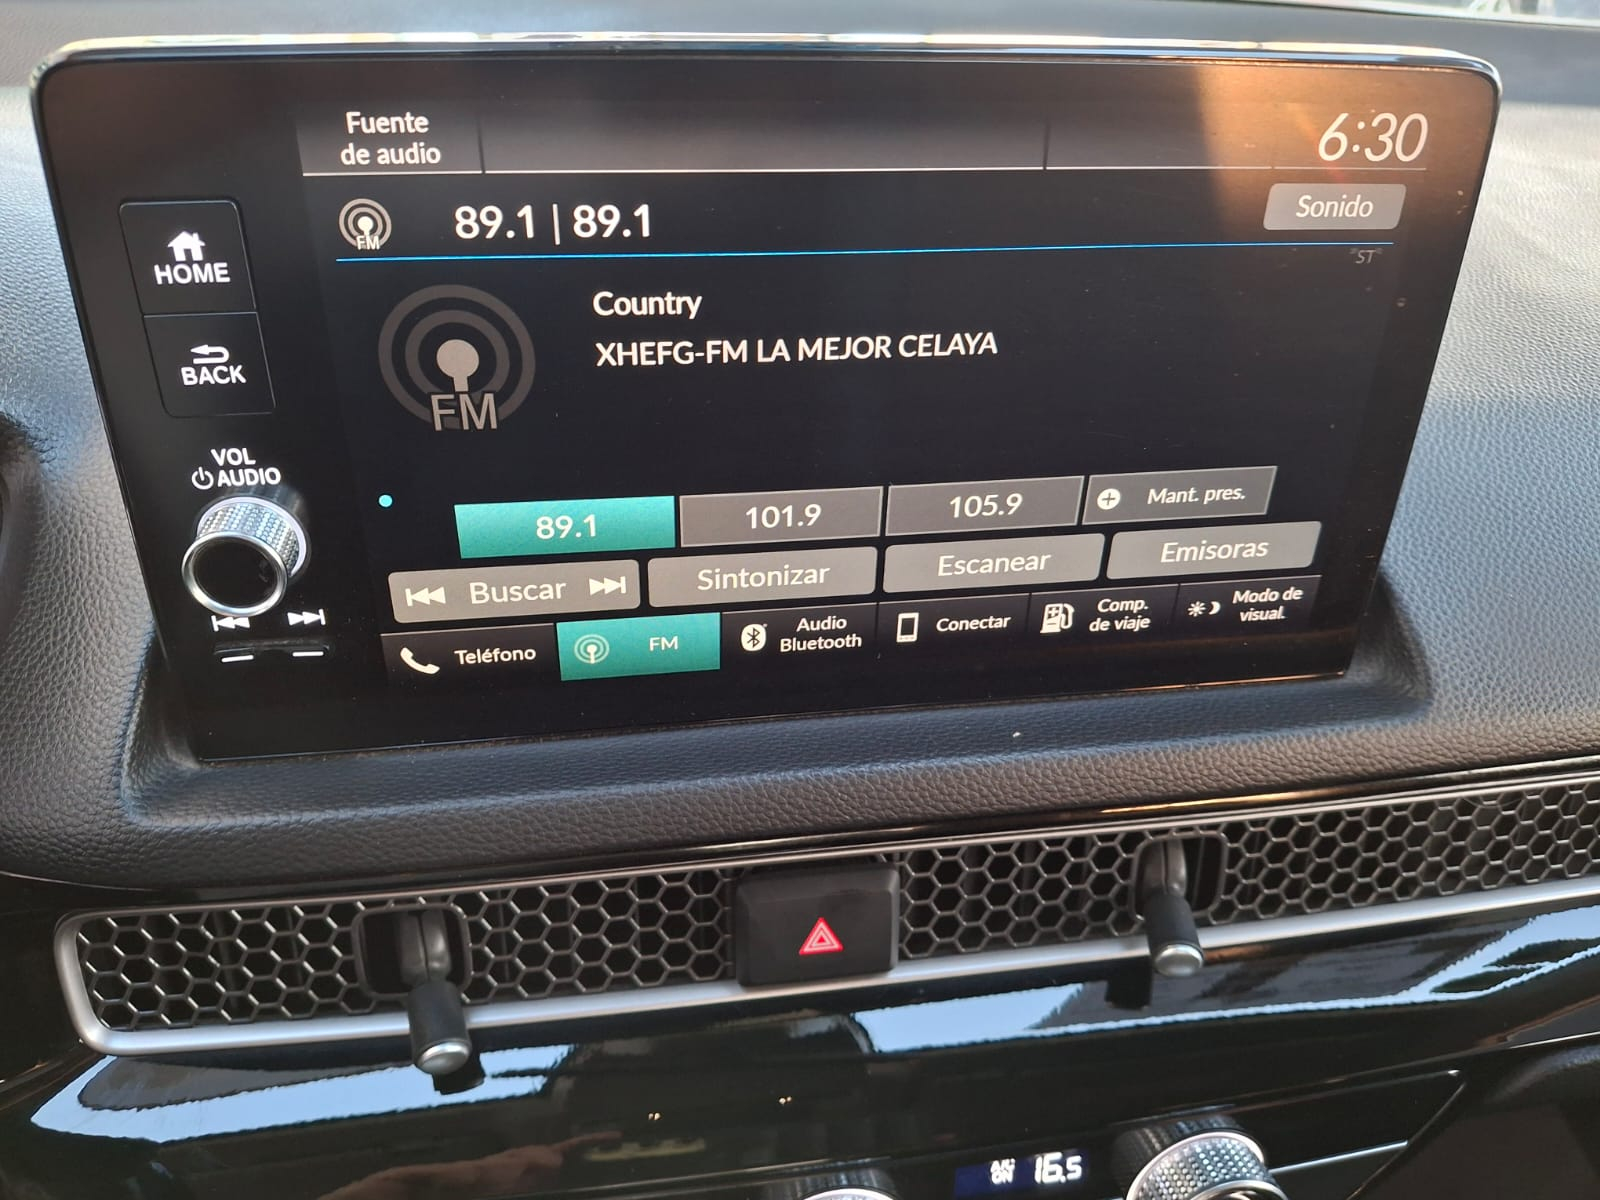 Fuente
de audio
6:30
FM
89.1 | 89.1
Sonido
"ST"
HOME
BACK
VOL
AUDIO
Country
XHEFG-FM LA MEJOR CELAYA
FM
89.1
101.9
105.9
Mant. pres.
Buscar
Sintonizar
Escanear
Emisoras
Teléfono
FM
Audio
Bluetooth
Conectar
Comp.
de viaje
Modo de
visual.
A/C
ON
16.5